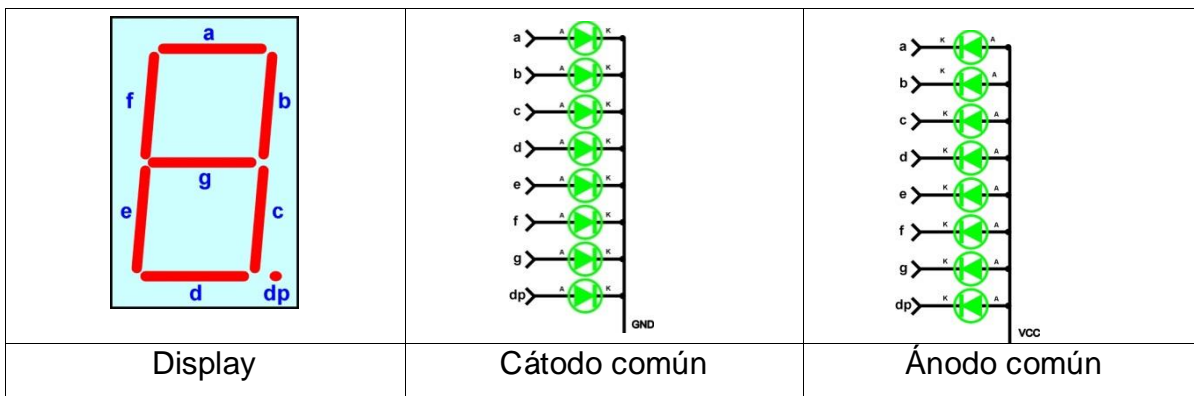 a
f
b
g
e
c
d
dp
a A K
b A K
c A K
d A K
e A K
f A K
g A K
dp A K
GND
a K A
b K A
c K A
d K A
e K A
f K A
g K A
dp K A
VCC
Display
Cátodo común
Ánodo común